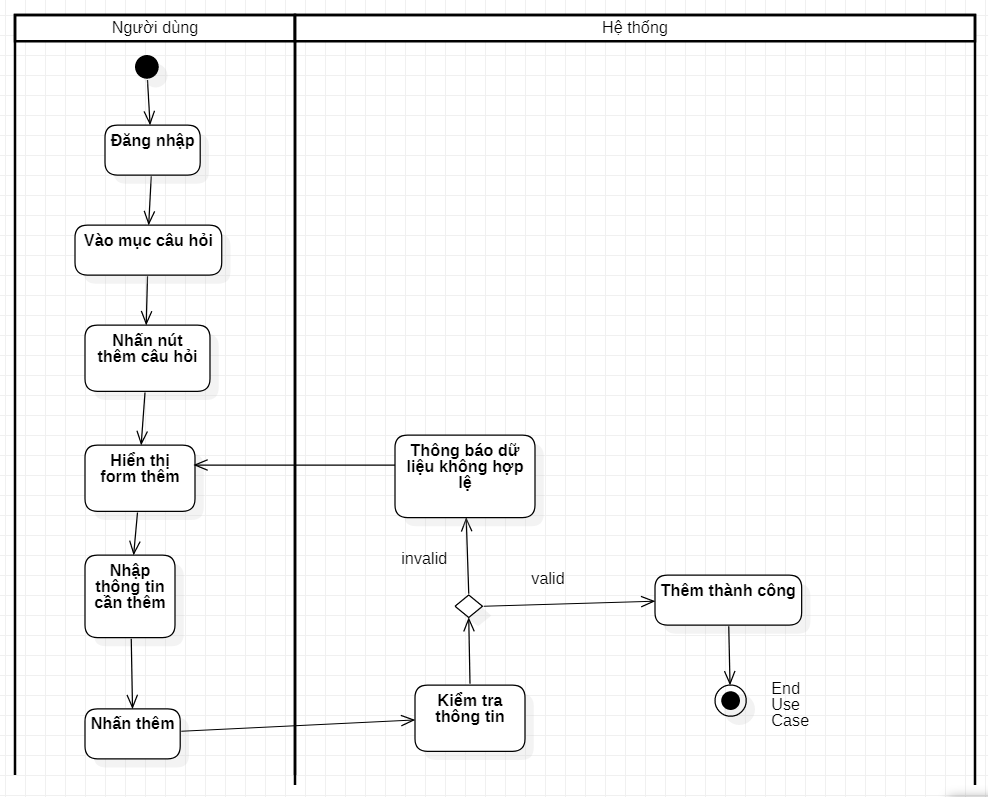 Người dùng
Hệ thống
Đăng nhập
Vào mục câu hỏi
Nhấn nút
thêm câu hỏi
Hiển thị
form thêm
Nhập
thông tin
cần thêm
Nhấn thêm
Thông báo dữ
liệu không hợp
lệ
invalid
valid
Thêm thành công
Kiểm tra
thông tin
End
Use
Case